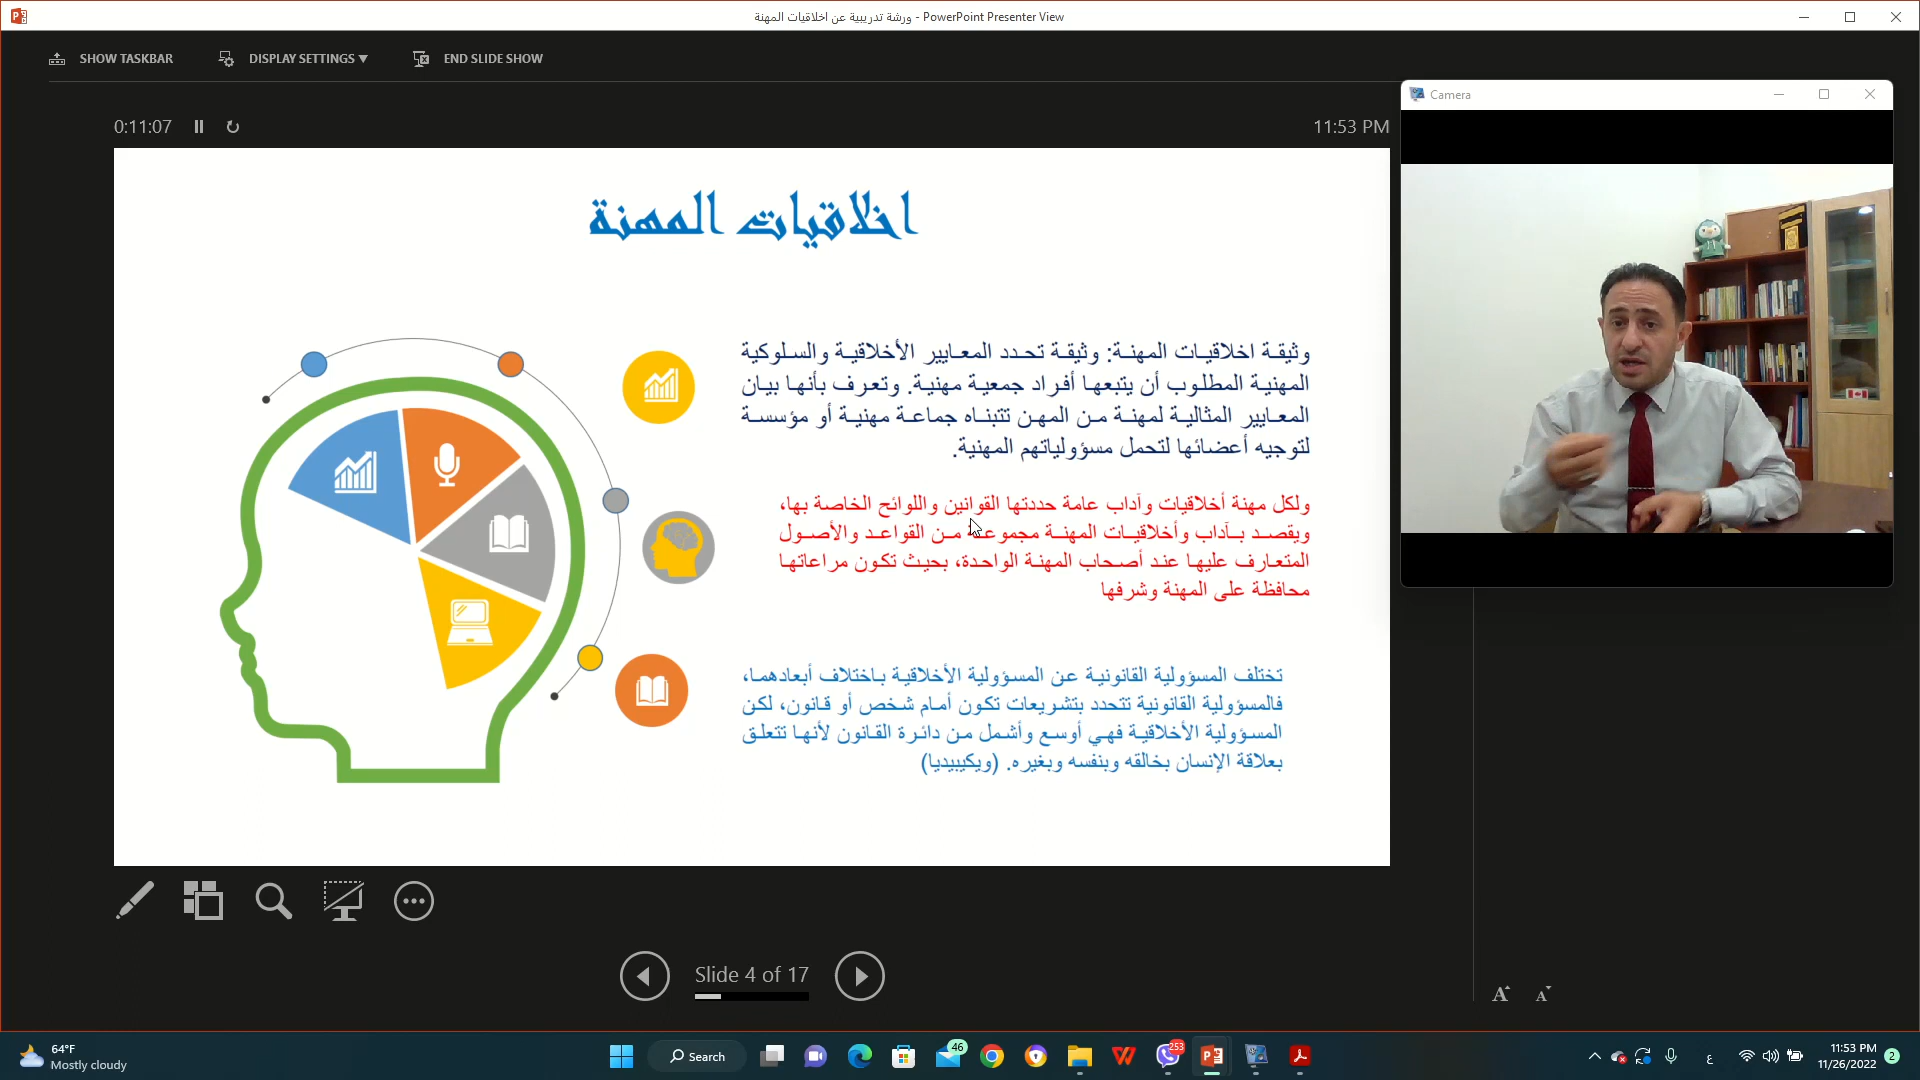 ورشة تدريبية عن اخلاقيات المهنة - PowerPoint Presenter View
SHOW TASKBAR
DISPLAY SETTINGS
END SLIDE SHOW
Camera
0:11:07
11:53 PM
اخلاقيات المهنة
وثيقة اخلاقيات المهنة: وثيقة تحدد المعايير الأخلاقية والسلوكية
المهنية المطلوب أن يتبعها أفراد جمعية مهنية. وتعرف بأنها بيان
المعايير المثالية لمهنة من المهن تتبناه جماعة مهنية أو مؤسسة
لتوجيه أعضائها لتحمل مسؤولياتهم المهنية.
ولكل مهنة أخلاقيات وآداب عامة حددتها القوانين واللوائح الخاصة بها،
ويقصد بآداب وأخلاقيات المهنة مجموعة من القواعد والأصول
المتعارف عليها عند أصحاب المهنة الواحدة، بحيث تكون مراعاتها
محافظة على المهنة وشرفها
تختلف المسؤولية القانونية عن المسؤولية الأخلاقية باختلاف أبعادهما،
فالمسؤولية القانونية تتحدد بتشريعات تكون أمام شخص أو قانون، لكن
المسؤولية الأخلاقية فهي أوسع وأشمل من دائرة القانون لأنها تتعلق
بعلاقة الإنسان بخالقه وبنفسه وبغيره. (ويكيبيديا)
Slide 4 of 17
A A
64°F
Mostly cloudy
Search
46
253
ع
11:53 PM
11/26/2022
2